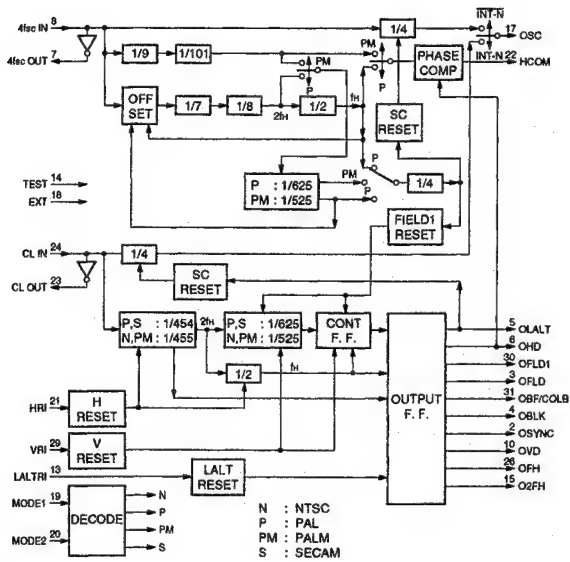 4fsc IN 8
1/4
INT-N
17 OSC
4fsc OUT 7
1/9
1/101
PM
P
PM
P
INT-N
PHASE COMP
22 HCOM
OFF SET
1/7
1/8
2fH
1/2
fH
SC RESET
TEST 14
EXT 18
P : 1/625
PM : 1/525
PM
P
P
1/4
FIELD1 RESET
CL IN 24
CL OUT 23
1/4
SC RESET
P,S : 1/454
N,PM : 1/455
2fH
P,S : 1/625
N,PM : 1/525
CONT F. F.
1/2
fH
OUTPUT F. F.
5 OLALT
6 OHD
30 OFLD1
3 OFLD
31 OBF/COLB
4 OBLK
2 OSYNC
10 OVD
26 OFH
15 O2FH
HRI 21
H RESET
VRI 29
V RESET
LALTRI 13
LALT RESET
MODE1 19
MODE2 20
DECODE
N
P
PM
S
N : NTSC
P : PAL
PM : PALM
S : SECAM